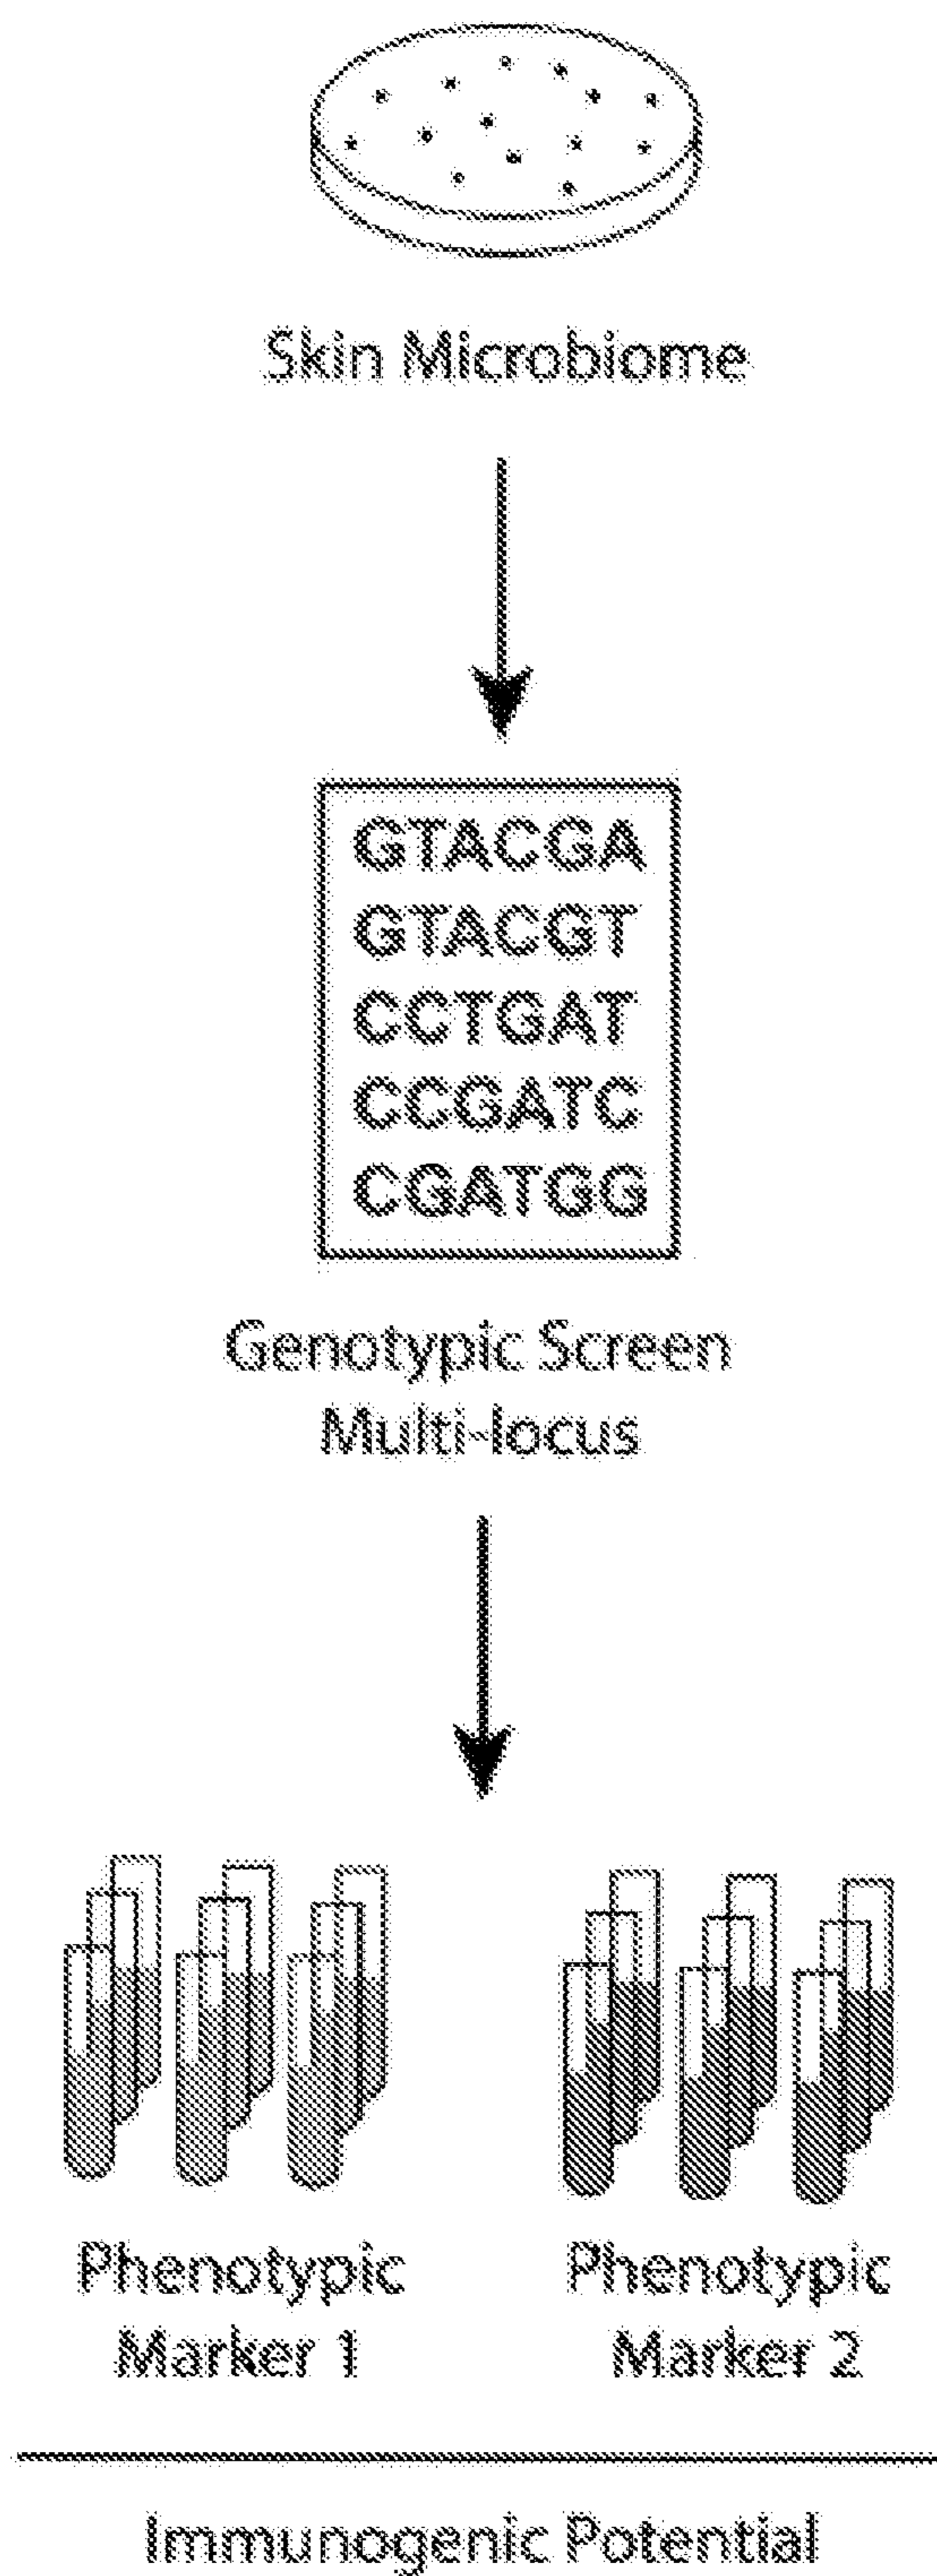 Skin Microbiome
GTACGA
GTACGT
CCTGAT
CCGATC
CGATGG
Genotypic Screen
Multi-locus
Phenotypic
Marker 1
Phenotypic
Marker 2
Immunogenic Potential